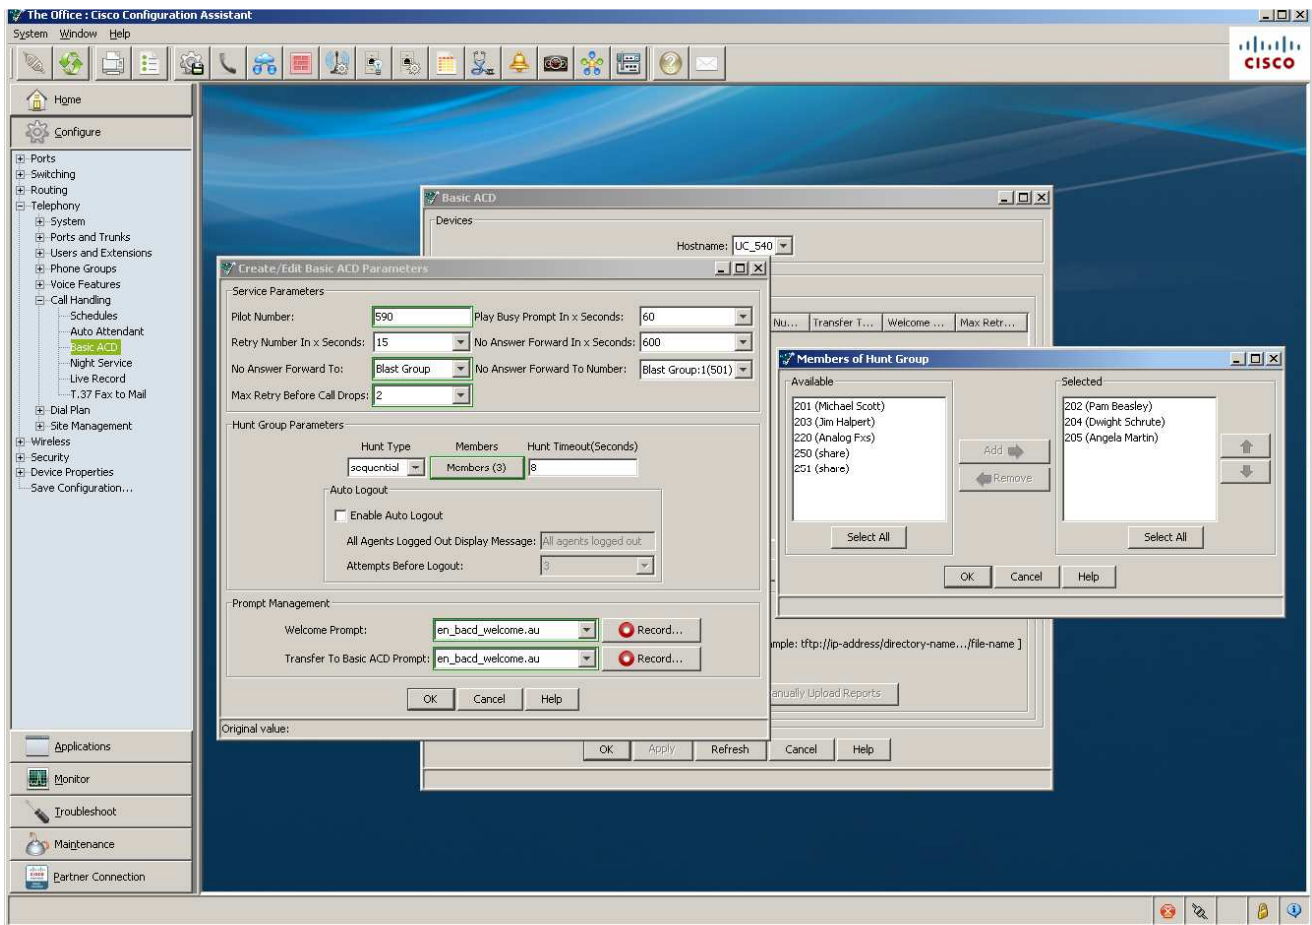 The Office : Cisco Configuration Assistant
System Window Help
CISCO
Home
Configure
Ports
Switching
Routing
Telephony
System
Ports and Trunks
Users and Extensions
Phone Groups
Voice Features
Call Handling
Schedules
Auto Attendant
Basic ACD
Night Service
Live Record
T.37 Fax to Mail
Dial Plan
Site Management
Wireless
Security
Device Properties
Save Configuration...
Applications
Monitor
Troubleshoot
Maintenance
Partner Connection
Basic ACD
Devices
Hostname: UC_540
Nu... Transfer T... Welcome ... Max Retr...
mple: tftp://ip-address/directory-name.../file-name ]
anually Upload Reports
OK Apply Refresh Cancel Help
Create/Edit Basic ACD Parameters
Service Parameters
Pilot Number: 590 Play Busy Prompt In x Seconds: 60
Retry Number In x Seconds: 15 No Answer Forward In x Seconds: 600
No Answer Forward To: Blast Group No Answer Forward To Number: Blast Group:1(501)
Max Retry Before Call Drops: 2
Hunt Group Parameters
Hunt Type Members Hunt Timeout(Seconds)
sequential Members (3) 8
Auto Logout
Enable Auto Logout
All Agents Logged Out Display Message: All agents logged out
Attempts Before Logout: 3
Prompt Management
Welcome Prompt: en_bacd_welcome.au Record...
Transfer To Basic ACD Prompt: en_bacd_welcome.au Record...
OK Cancel Help
Original value:
Members of Hunt Group
Available
201 (Michael Scott)
203 (Jim Halpert)
220 (Analog Fxs)
250 (share)
251 (share)
Select All
Add
Remove
Selected
202 (Pam Beasley)
204 (Dwight Schrute)
205 (Angela Martin)
Select All
OK Cancel Help